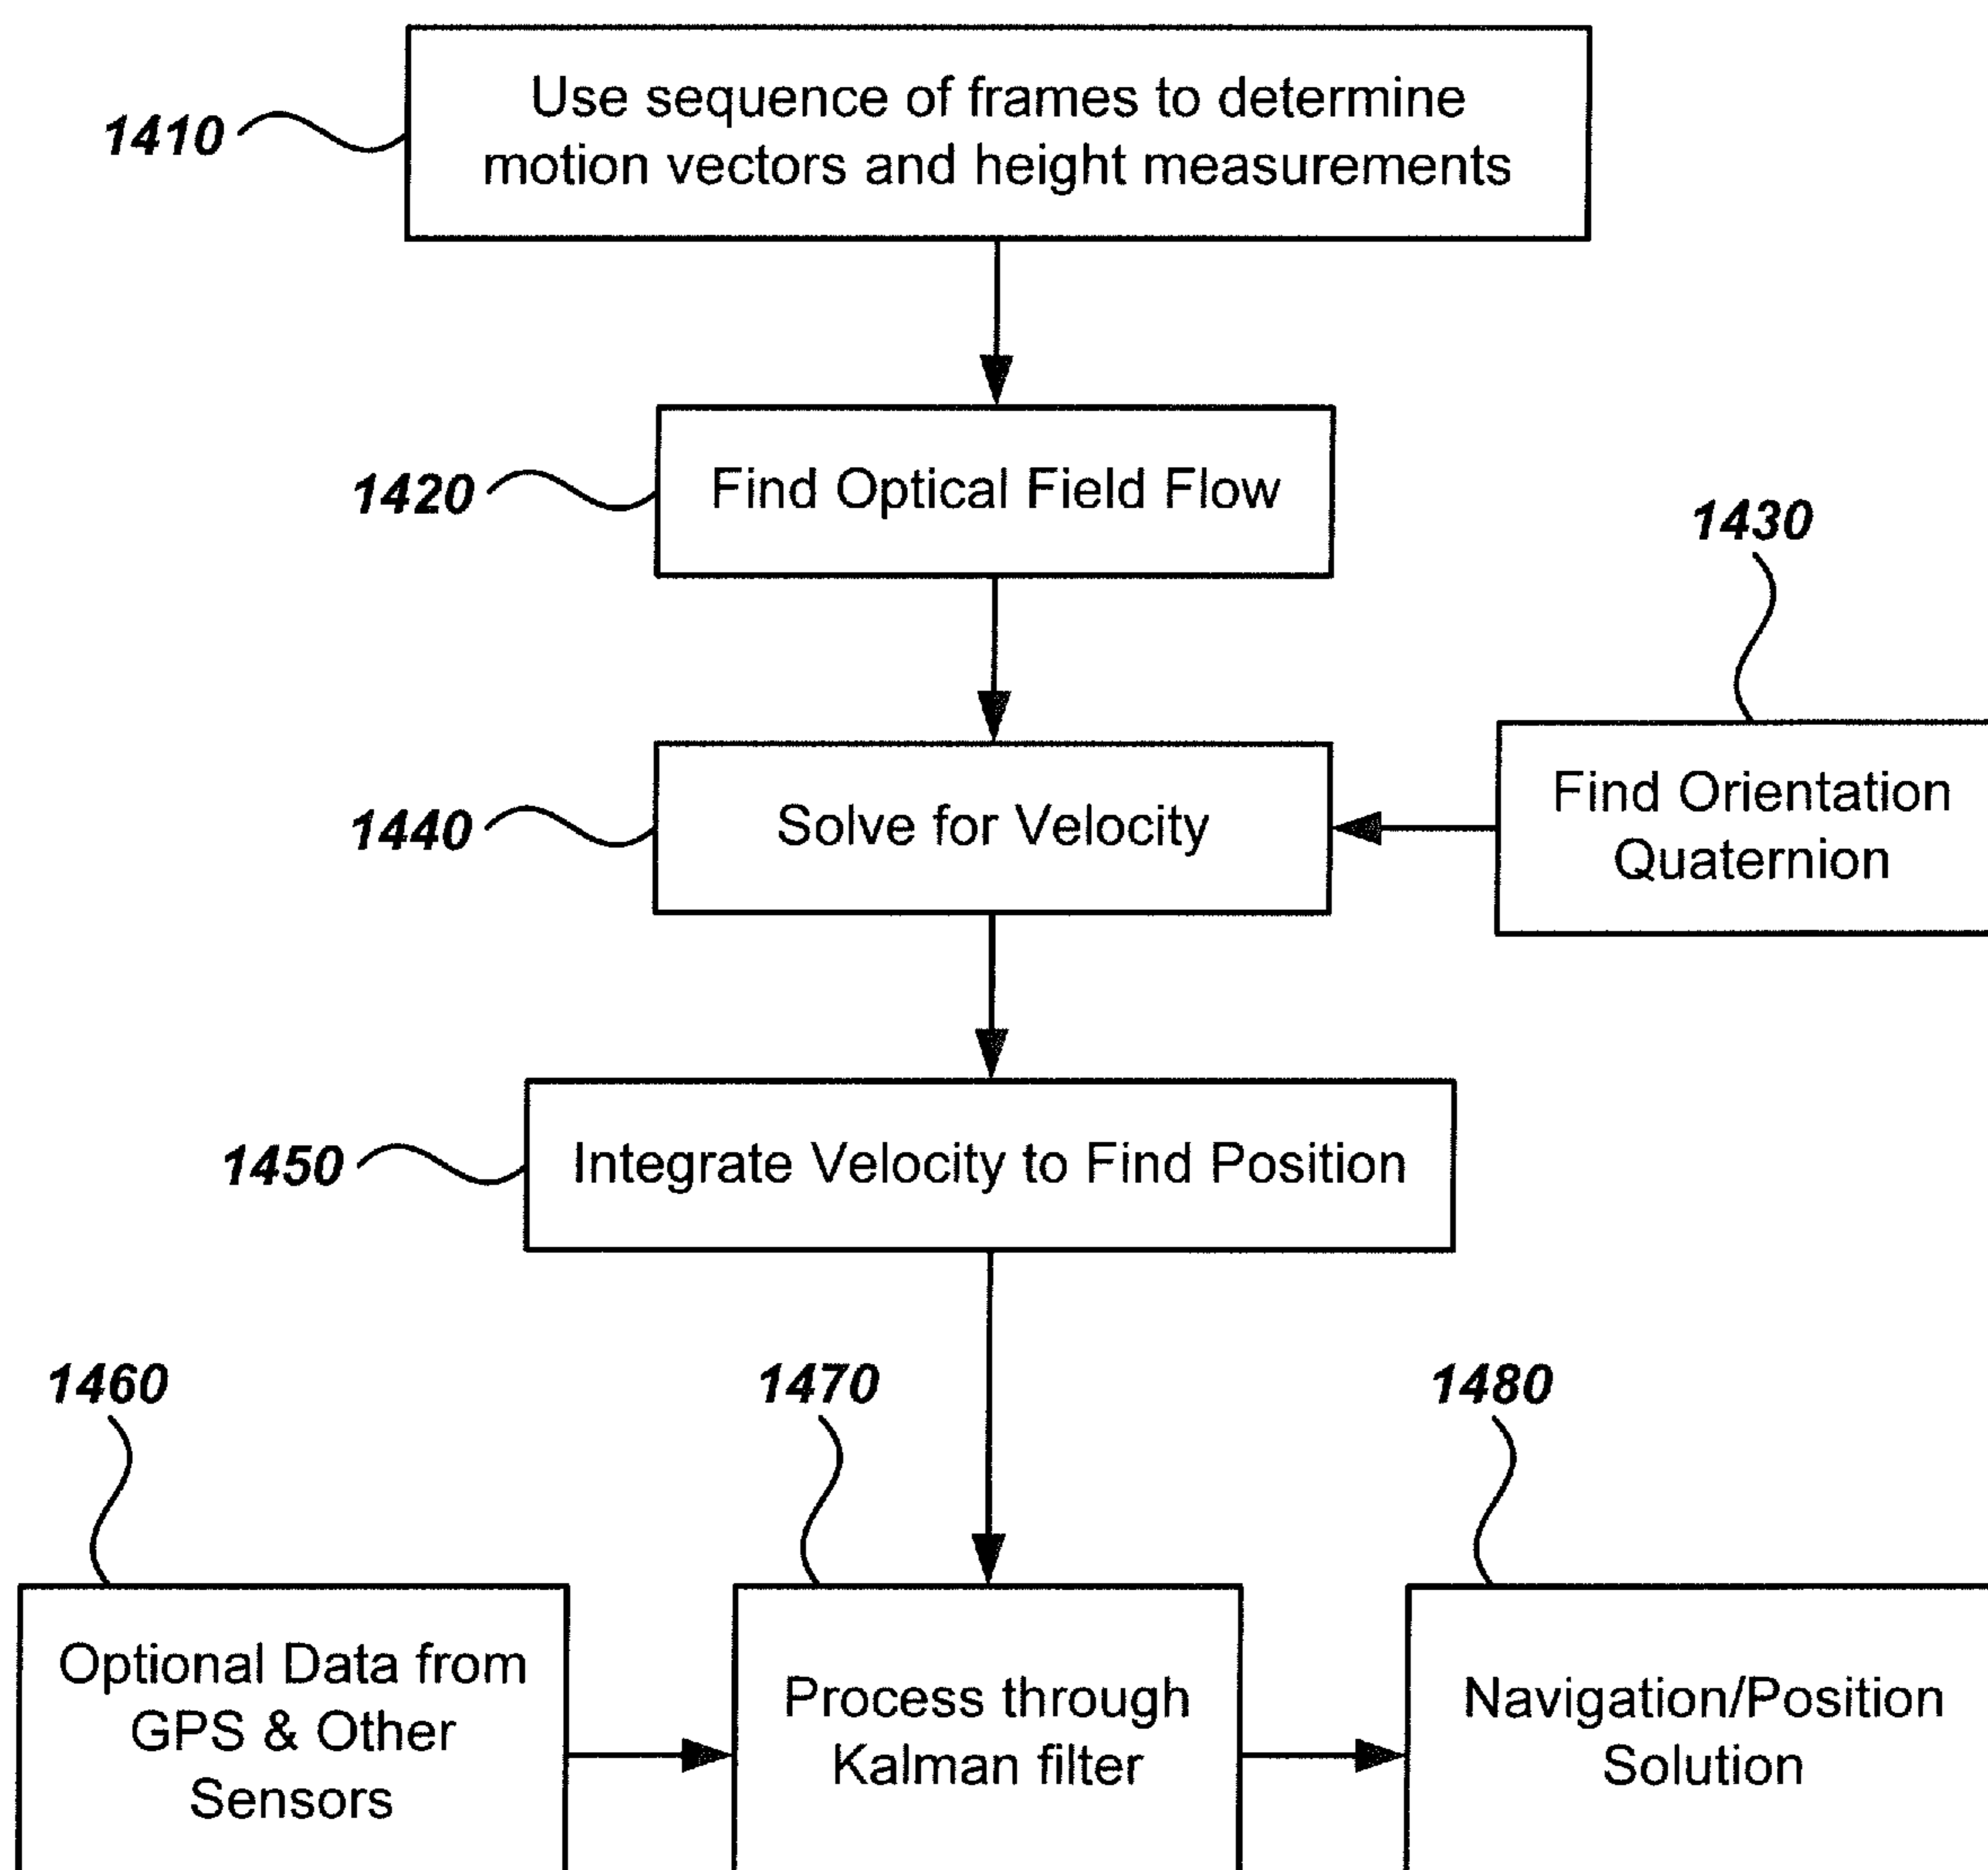 1410
Use sequence of frames to determine
motion vectors and height measurements
1420
Find Optical Field Flow
1430
1440
Solve for Velocity
Find Orientation
Quaternion
1450
Integrate Velocity to Find Position
1460
1470
1480
Optional Data from
GPS & Other
Sensors
Process through
Kalman filter
Navigation/Position
Solution